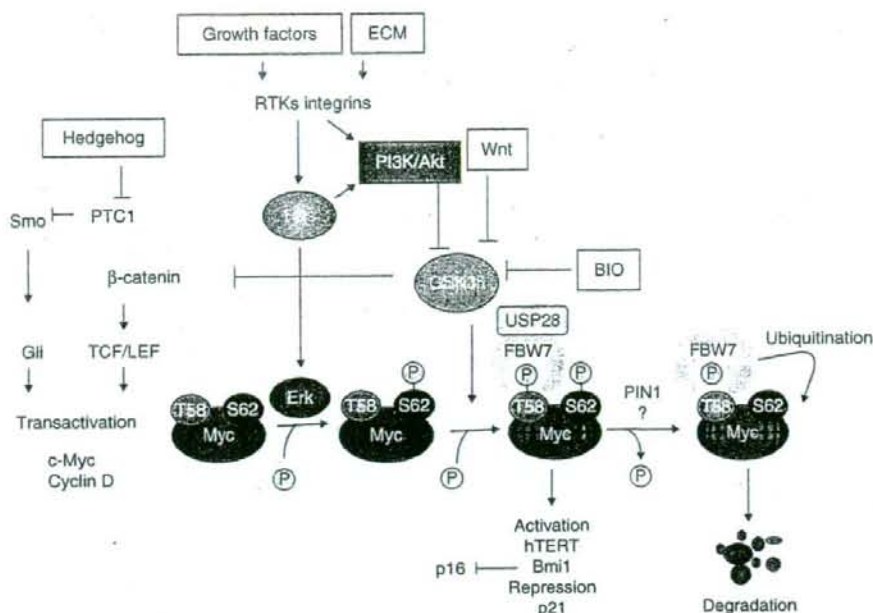 Growth factors
ECM
RTKs integrins
Hedgehog
PI3K/Akt
Wnt
Smo
PTC1
β-catenin
BIO
USP28
FBW7
FBW7
Ubiquitination
Gli
TCF/LEF
P
P
P
P
T58
S62
Erk
T58
S62
T58
S62
PIN1
?
T58
S62
Transactivation
Myc
Myc
Myc
Myc
c-Myc
Cyclin D
P
P
P
Activation
hTERT
p16
Bmi1
Repression
p21
Degradation